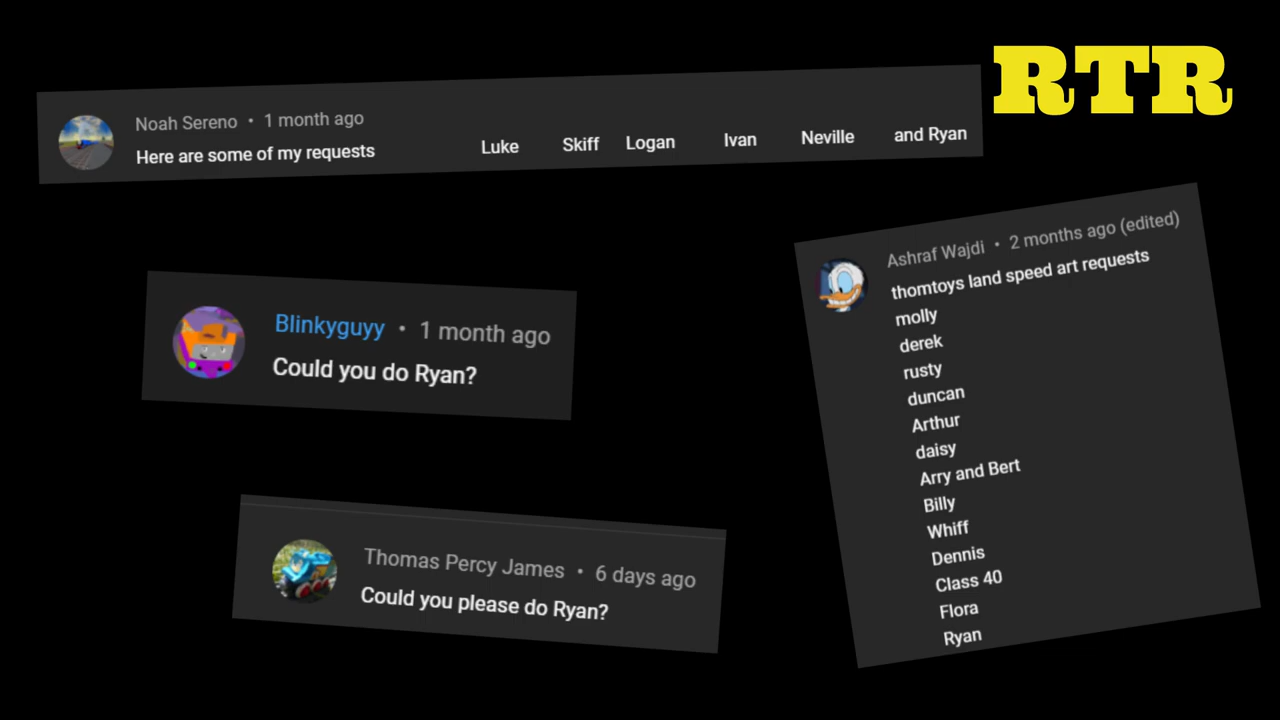 RTR
Noah Sereno • 1 month ago
Here are some of my requests Luke Skiff Logan Ivan Neville and Ryan
Blinkyguyy • 1 month ago
Could you do Ryan?
Thomas Percy James • 6 days ago
Could you please do Ryan?
Ashraf Wajdi • 2 months ago (edited)
thomtoys land speed art requests
molly
derek
rusty
duncan
Arthur
daisy
Arry and Bert
Billy
Whiff
Dennis
Class 40
Flora
Ryan